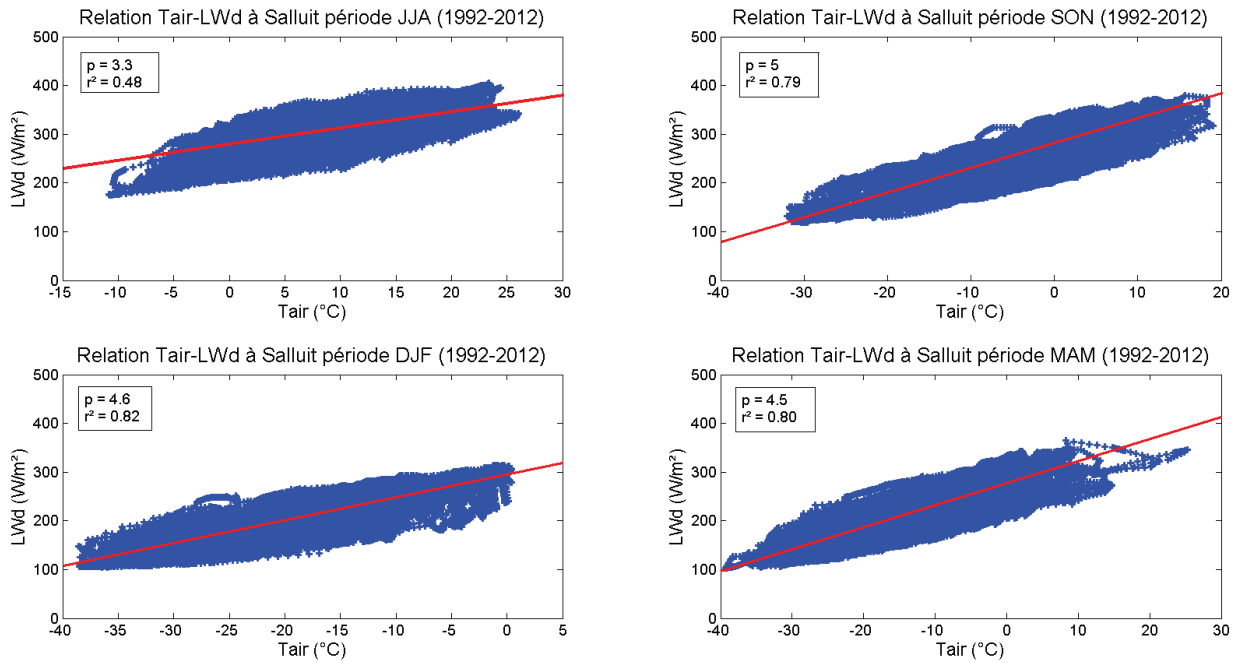 Relation Tair-LWd à Salluit période JJA (1992-2012)
500
400
300
200
100
0
LWd (W/m²)
p = 3.3
r² = 0.48
-15 -10 -5 0 5 10 15 20 25 30
Tair (°C)
Relation Tair-LWd à Salluit période SON (1992-2012)
500
400
300
200
100
0
LWd (W/m²)
p = 5
r² = 0.79
-40 -30 -20 -10 0 10 20
Tair (°C)
Relation Tair-LWd à Salluit période DJF (1992-2012)
500
400
300
200
100
0
LWd (W/m²)
p = 4.6
r² = 0.82
-40 -35 -30 -25 -20 -15 -10 -5 0 5
Tair (°C)
Relation Tair-LWd à Salluit période MAM (1992-2012)
500
400
300
200
100
0
LWd (W/m²)
p = 4.5
r² = 0.80
-40 -30 -20 -10 0 10 20 30
Tair (°C)